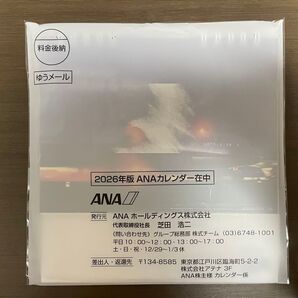 料金後納
ゆうメール
2026年版 ANAカレンダー在中
ANA
発行元 ANAホールディングス株式会社
代表取締役社長 芝田 浩二
(問い合わせ先) グループ総務部 株式チーム (03)6748-1001
平日 10:00~12:00・13:00~17:00
土・日・祝・12/29~1/3 休
差出人・返還先 〒134-8585 東京都江戸川区臨海町5-2-2
株式会社アテナ 3F
ANA株主様 カレンダー係